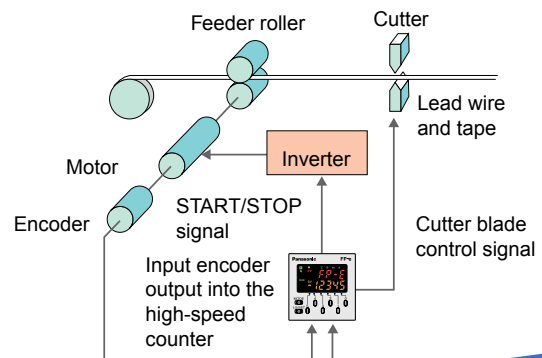 Feeder roller
Cutter
Lead wire
and tape
Motor
Inverter
Encoder
START/STOP
signal
Cutter blade
control signal
Input encoder
output into the
high-speed
counter
Panasonic
FP-E
12345